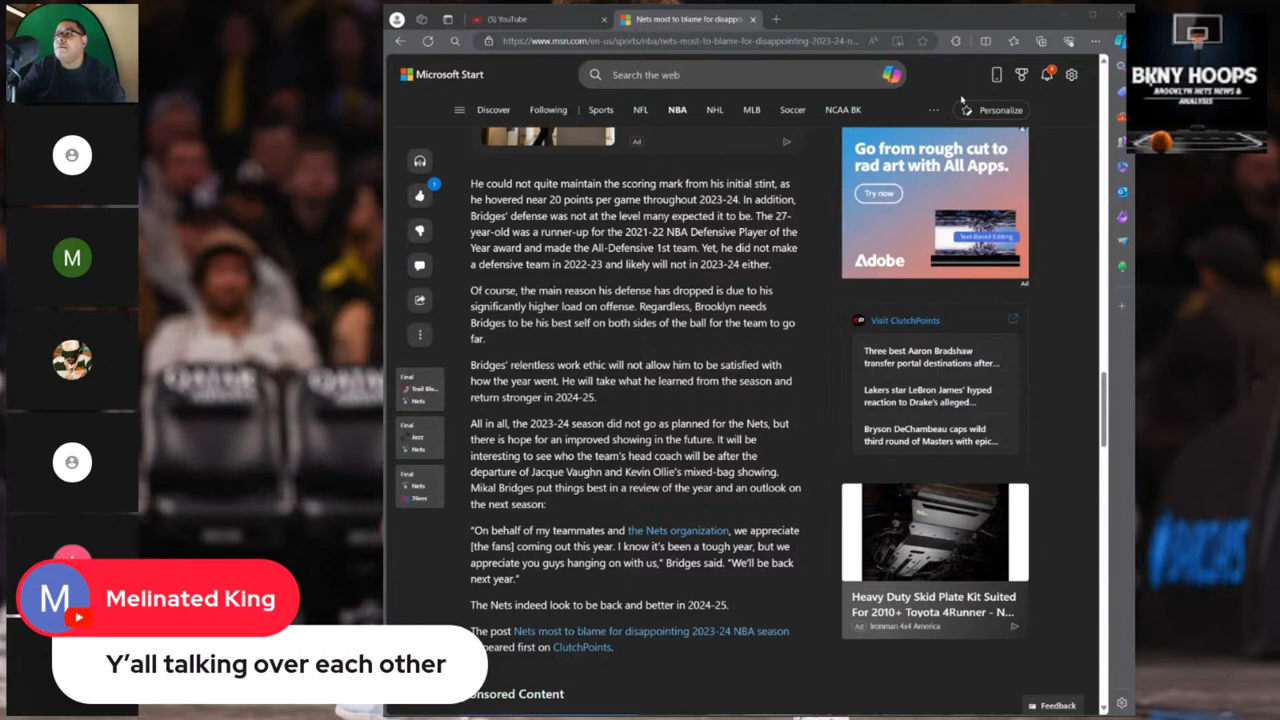 (5) YouTube
Nets most to blame for disappo
https://www.msn.com/en-us/sports/nba/nets-most-to-blame-for-disappointing-2023-24-n...
Microsoft Start
Search the web
Discover
Following
Sports
NFL
NBA
NHL
MLB
Soccer
NCAA BK
...
Personalize
BKNY HOOPS
BROOKLYN NETS NEWS &
ANALYSIS
Ad
He could not quite maintain the scoring mark from his initial stint, as
he hovered near 20 points per game throughout 2023-24. In addition,
Bridges' defense was not at the level many expected it to be. The 27-
year-old was a runner-up for the 2021-22 NBA Defensive Player of the
Year award and made the All-Defensive 1st team. Yet, he did not make
a defensive team in 2022-23 and likely will not in 2023-24 either.
Of course, the main reason his defense has dropped is due to his
significantly higher load on offense. Regardless, Brooklyn needs
Bridges to be his best self on both sides of the ball for the team to go
far.
Bridges' relentless work ethic will not allow him to be satisfied with
how the year went. He will take what he learned from the season and
return stronger in 2024-25.
All in all, the 2023-24 season did not go as planned for the Nets, but
there is hope for an improved showing in the future. It will be
interesting to see who the team's head coach will be after the
departure of Jacque Vaughn and Kevin Ollie's mixed-bag showing.
Mikal Bridges put things best in a review of the year and an outlook on
the next season:
"On behalf of my teammates and the Nets organization, we appreciate
[the fans] coming out this year. I know it's been a tough year, but we
appreciate you guys hanging on with us," Bridges said. "We'll be back
next year."
The Nets indeed look to be back and better in 2024-25.
The post Nets most to blame for disappointing 2023-24 NBA season
peared first on ClutchPoints.
onsored Content
Final
Trail Bla...
Nets
Final
Jazz
Nets
Final
Nets
76ers
Go from rough cut to
rad art with All Apps.
Try now
Text-Based Editing
Adobe
Ad
Visit ClutchPoints
Three best Aaron Bradshaw
transfer portal destinations after...
Lakers star LeBron James' hyped
reaction to Drake's alleged...
Bryson DeChambeau caps wild
third round of Masters with epic...
Heavy Duty Skid Plate Kit Suited
For 2010+ Toyota 4Runner - N...
Ad Ironman 4x4 America
Feedback
M
M
Melinated King
Y'all talking over each other